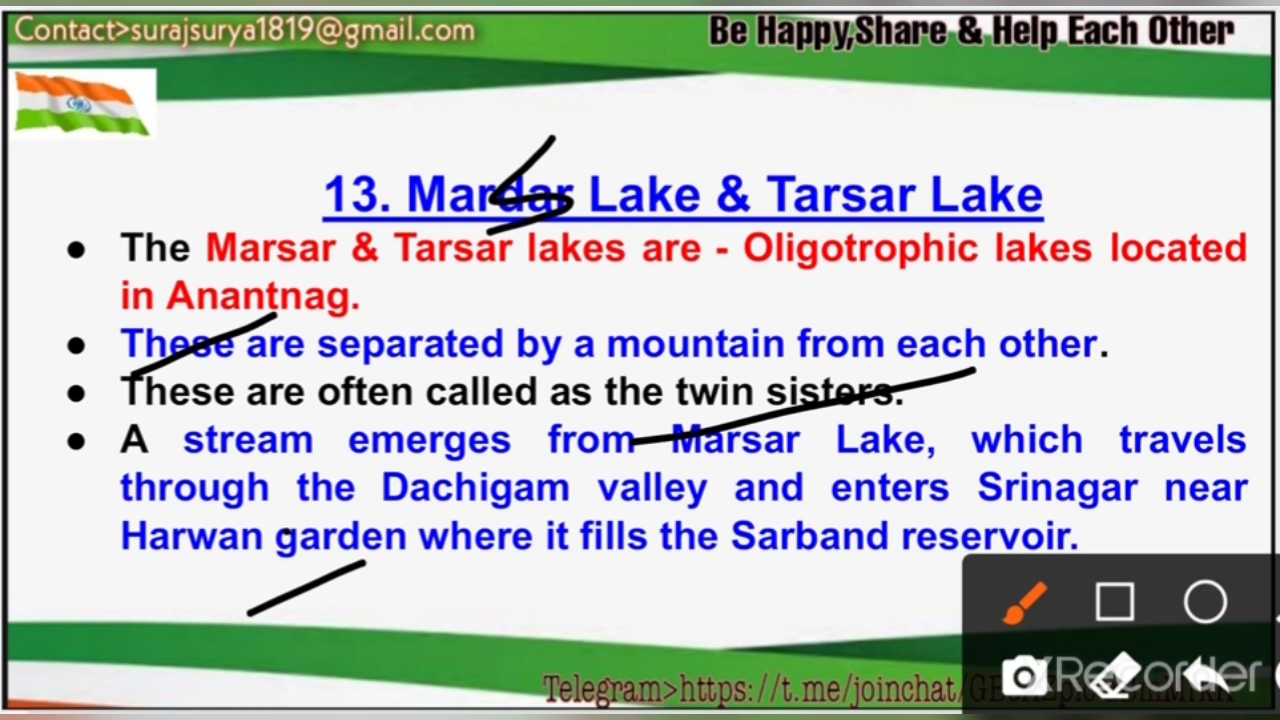 Contact>surajsurya1819@gmail.com
Be Happy,Share & Help Each Other
13. Mardar Lake & Tarsar Lake
● The Marsar & Tarsar lakes are - Oligotrophic lakes located
in Anantnag.
● These are separated by a mountain from each other.
● These are often called as the twin sisters.
● A stream emerges from Marsar Lake, which travels
through the Dachigam valley and enters Srinagar near
Harwan garden where it fills the Sarband reservoir.
XRecorder
Telegram>https://t.me/joinchat/